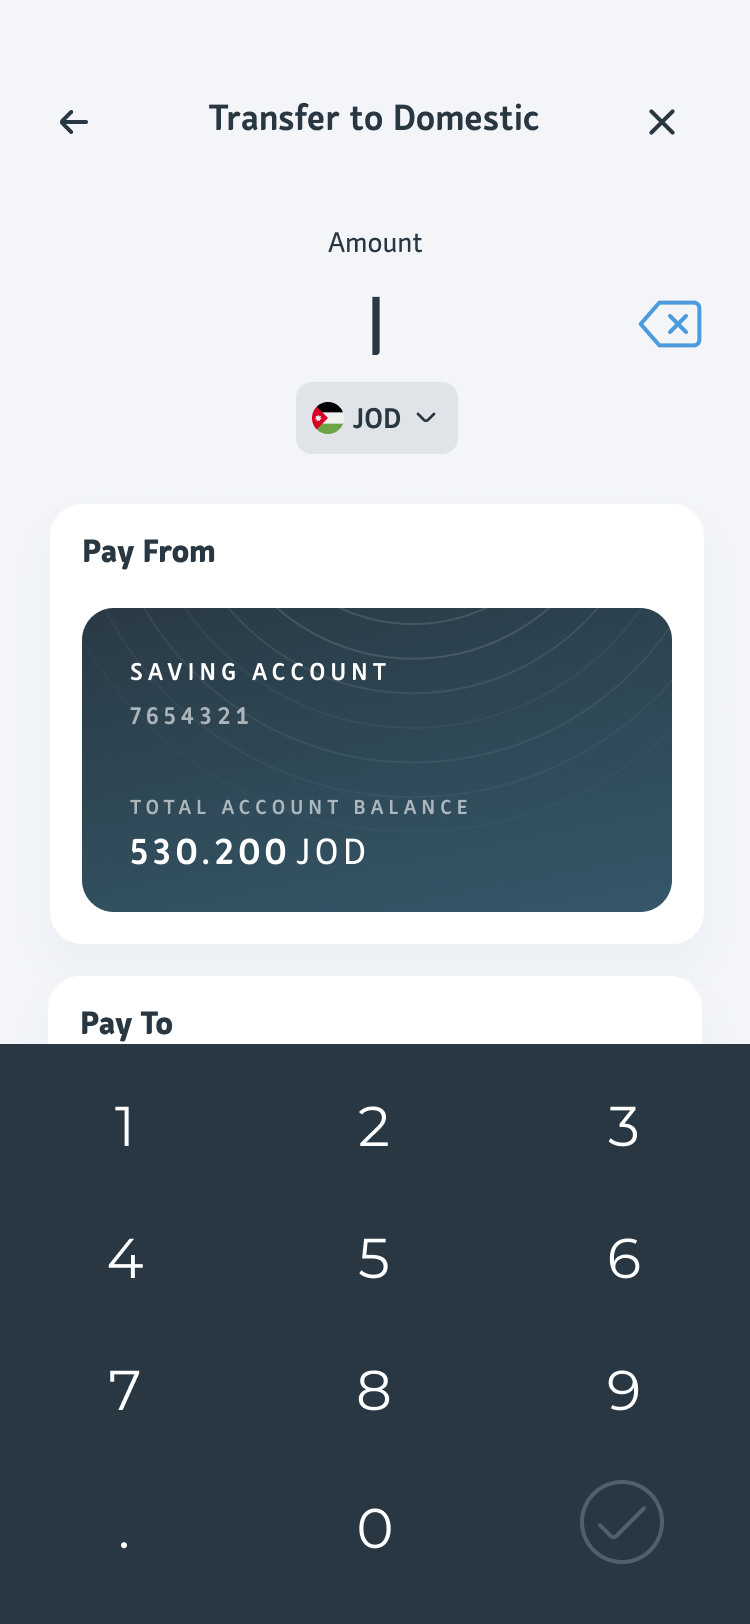 Transfer to Domestic
Amount
JOD
Pay From
SAVING ACCOUNT
7654321
TOTAL ACCOUNT BALANCE
530.200 JOD
Pay To
1 2 3
4 5 6
7 8 9
. 0